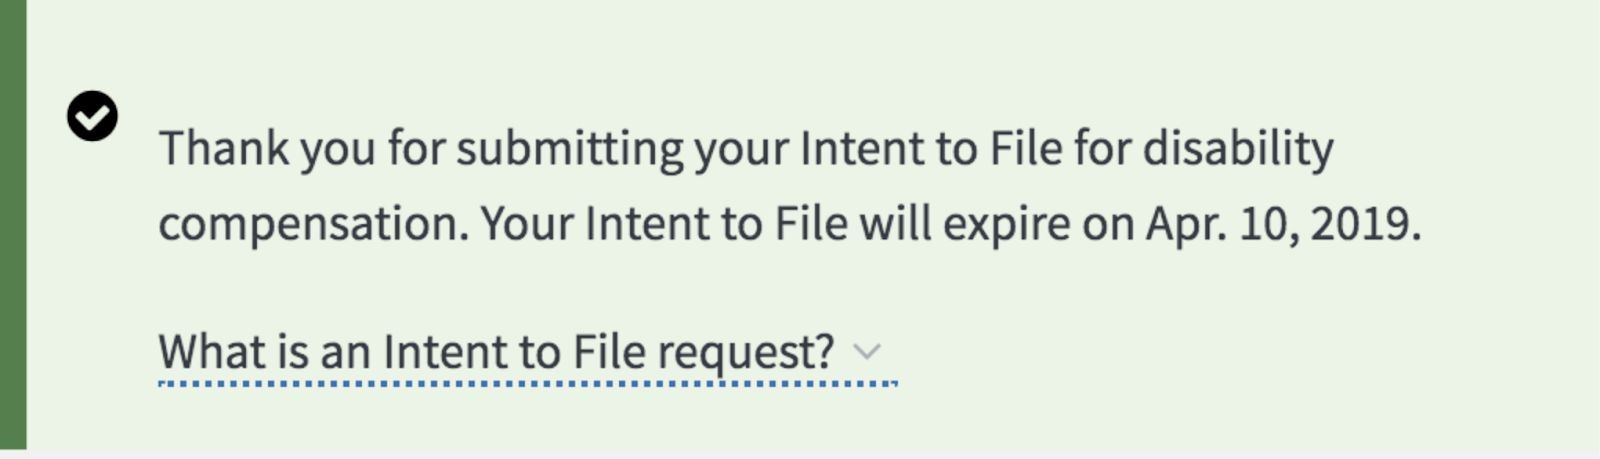 Thank you for submitting your Intent to File for disability
compensation. Your Intent to File will expire on Apr. 10, 2019.
What is an Intent to File request?